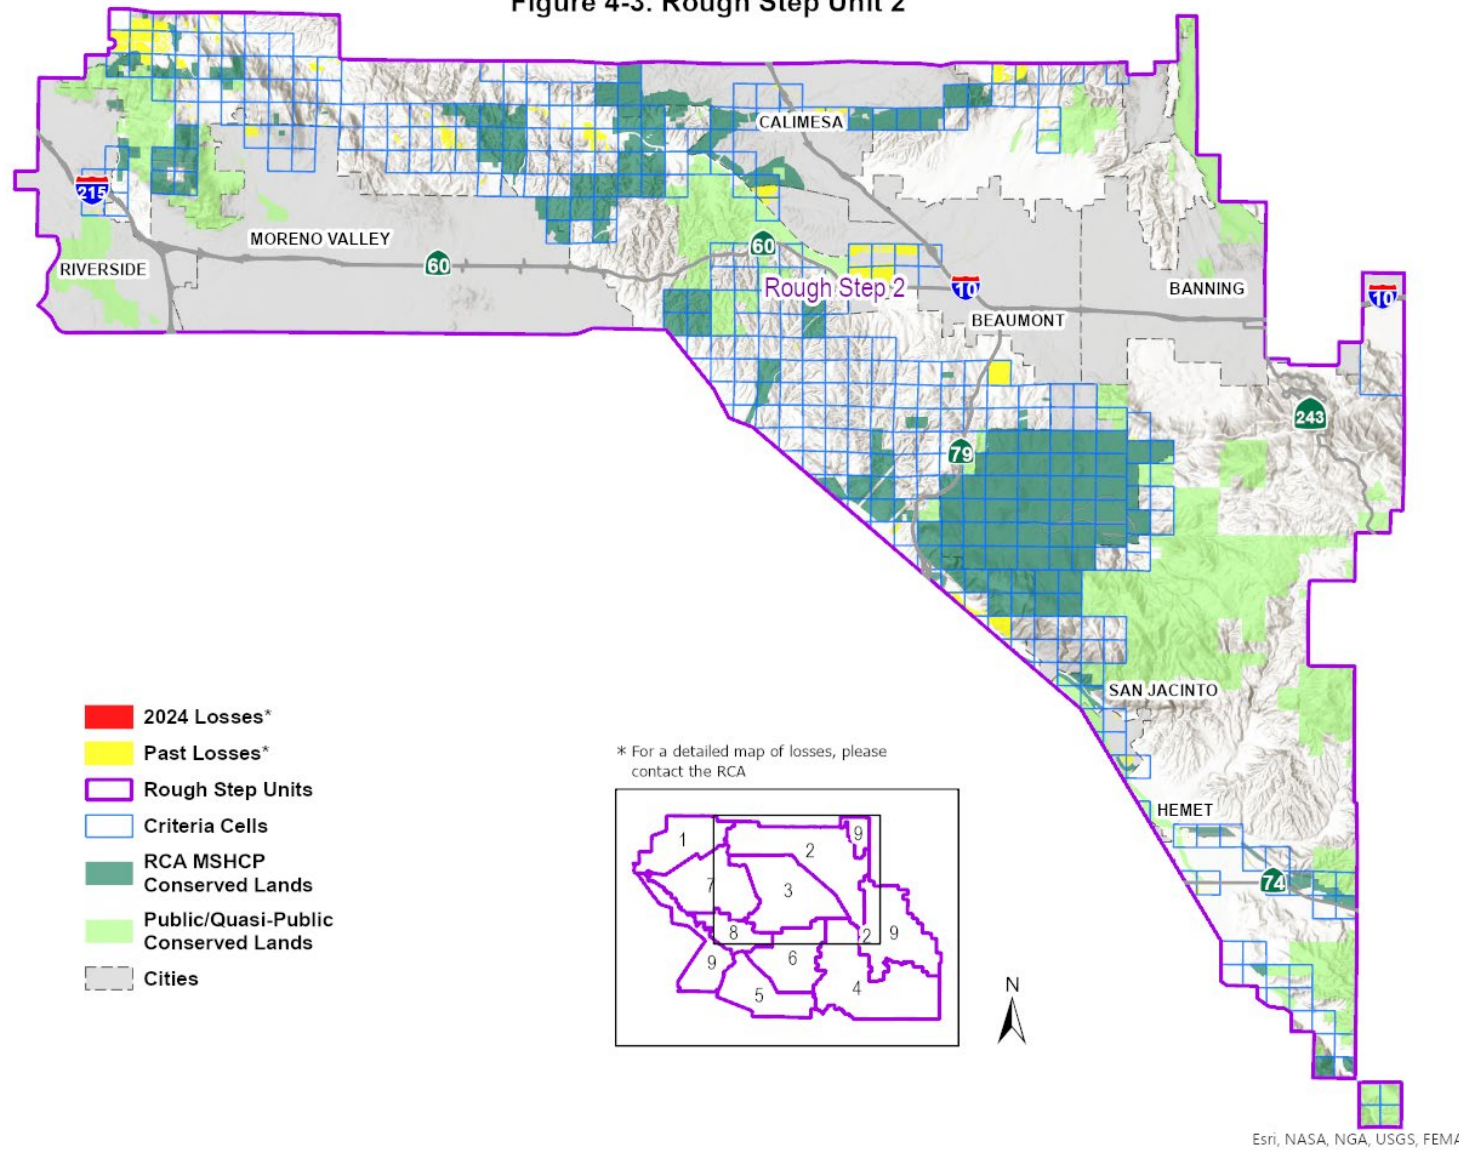 Figure 4-3. Rough Step Unit 2
CALIMESA
215
MORENO VALLEY
60
60
RIVERSIDE
Rough Step 2
10
BANNING
10
BEAUMONT
243
79
SAN JACINTO
HEMET
74
2024 Losses*
Past Losses*
Rough Step Units
Criteria Cells
RCA MSHCP
Conserved Lands
Public/Quasi-Public
Conserved Lands
Cities
* For a detailed map of losses, please
contact the RCA
1
2
9
7
3
8
2
9
9
6
5
4
N
Esri, NASA, NGA, USGS, FEMA